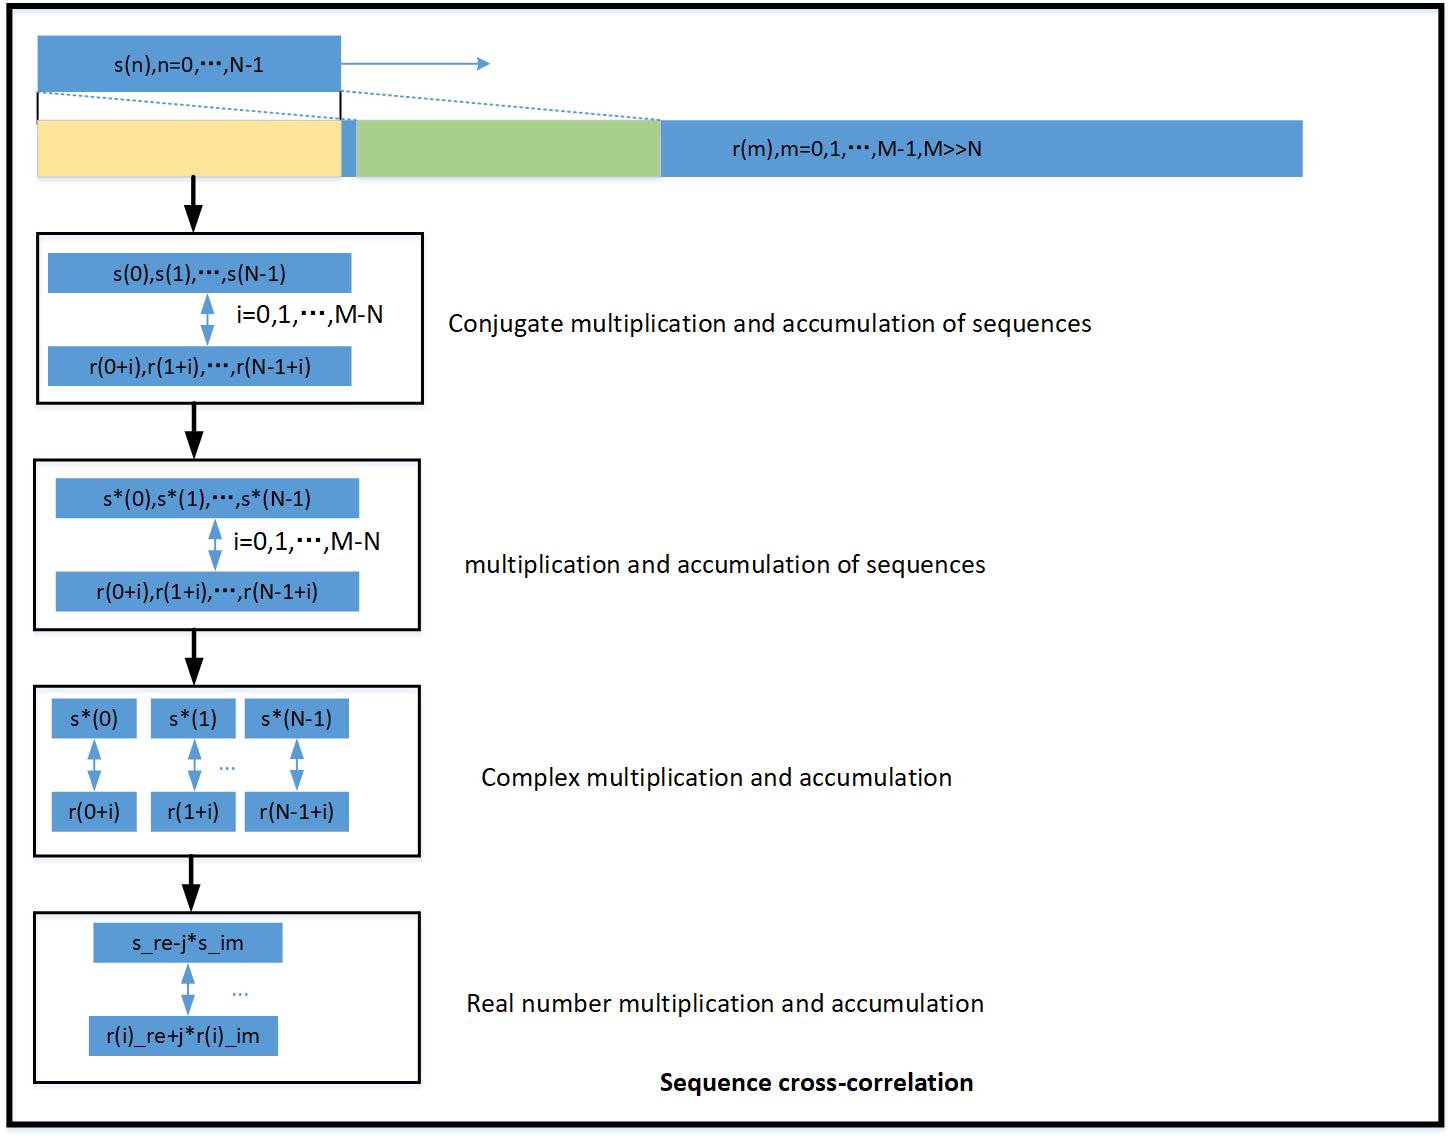 s(n),n=0,⋯,N-1
r(m),m=0,1,⋯,M-1,M>>N
s(0),s(1),⋯,s(N-1)
i=0,1,⋯,M-N
r(0+i),r(1+i),⋯,r(N-1+i)
Conjugate multiplication and accumulation of sequences
s*(0),s*(1),⋯,s*(N-1)
i=0,1,⋯,M-N
r(0+i),r(1+i),⋯,r(N-1+i)
multiplication and accumulation of sequences
s*(0) s*(1) s*(N-1)
...
r(0+i) r(1+i) r(N-1+i)
Complex multiplication and accumulation
s_re-j*s_im
...
r(i)_re+j*r(i)_im
Real number multiplication and accumulation
Sequence cross-correlation